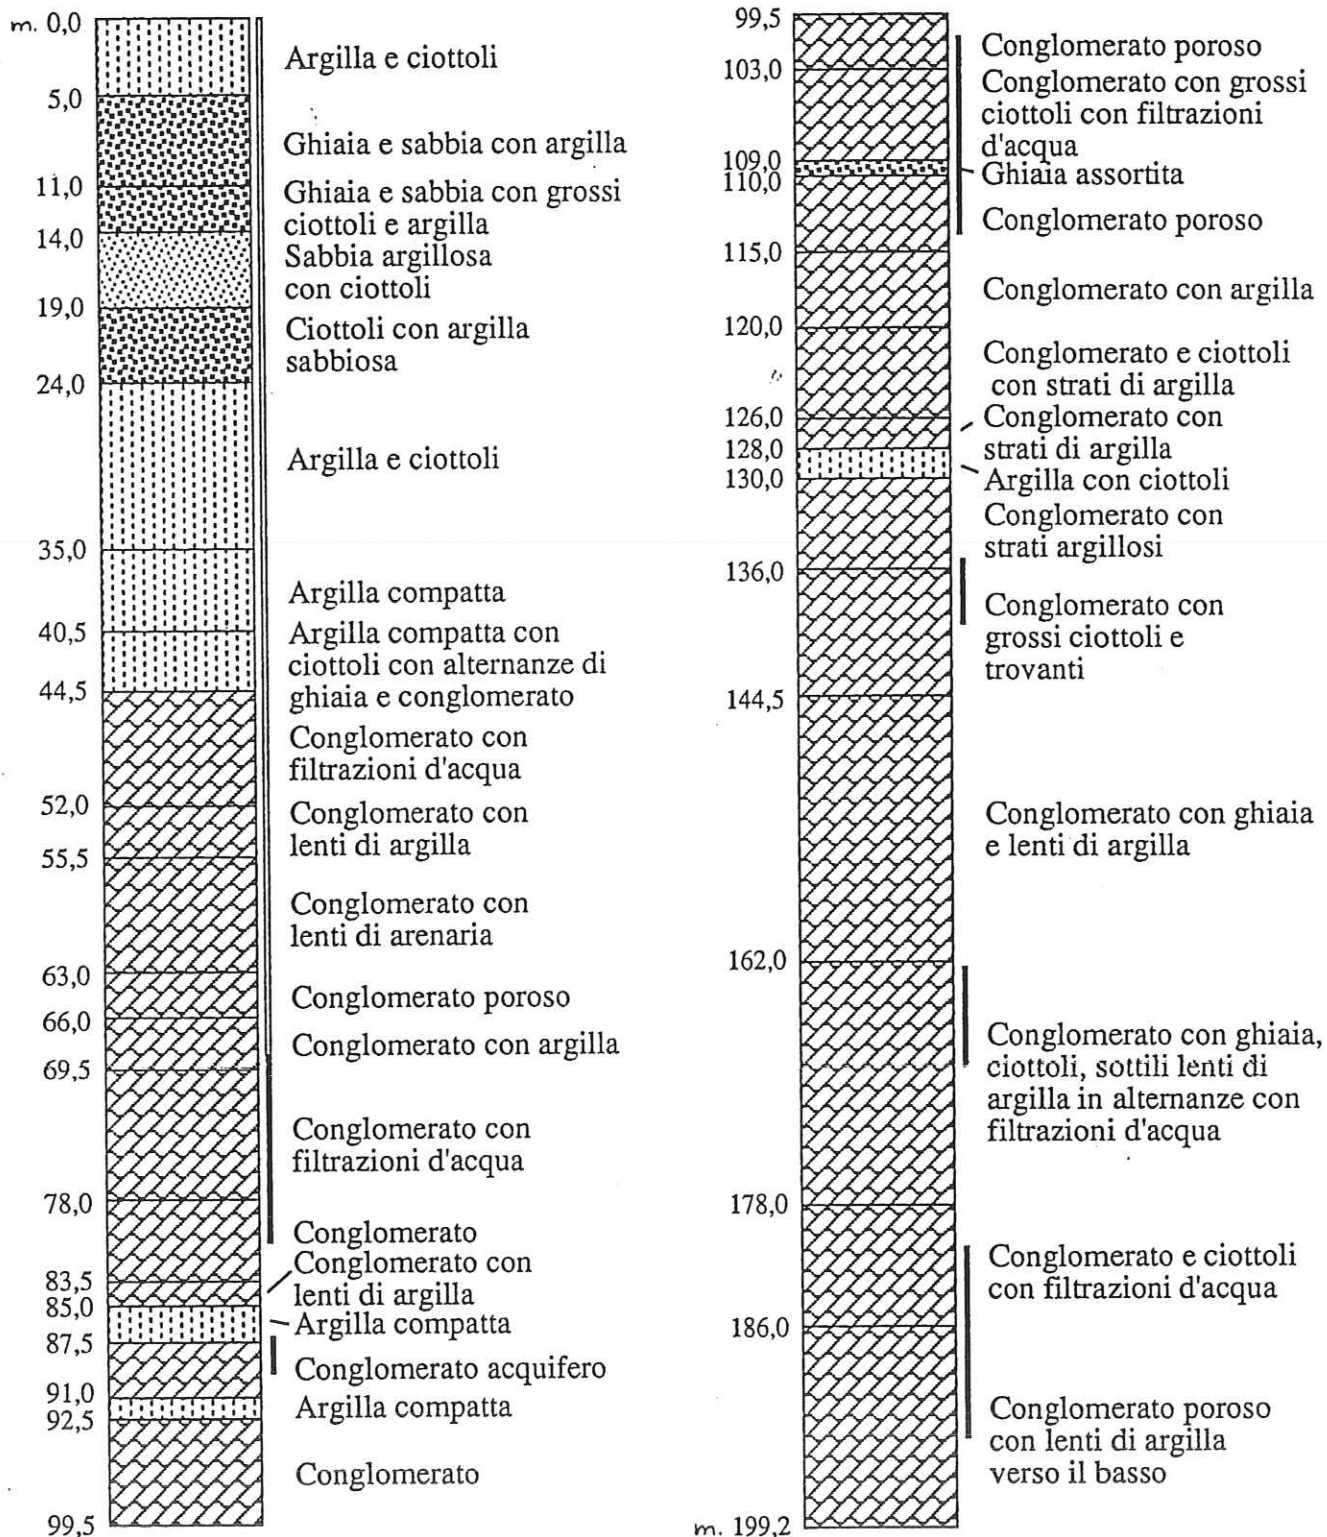 m. 0,0
Argilla e ciottoli
5,0
Ghiaia e sabbia con argilla
11,0
Ghiaia e sabbia con grossi
ciottoli e argilla
14,0
Sabbia argillosa
con ciottoli
19,0
Ciottoli con argilla
sabbiosa
24,0
Argilla e ciottoli
35,0
Argilla compatta
40,5
Argilla compatta con
ciottoli con alternanze di
ghiaia e conglomerato
44,5
Conglomerato con
filtrazioni d'acqua
52,0
Conglomerato con
lenti di argilla
55,5
Conglomerato con
lenti di arenaria
63,0
Conglomerato poroso
66,0
Conglomerato con argilla
69,5
Conglomerato con
filtrazioni d'acqua
78,0
Conglomerato
83,5
Conglomerato con
lenti di argilla
85,0
Argilla compatta
87,5
Conglomerato acquifero
91,0
Argilla compatta
92,5
Conglomerato
99,5
99,5
Conglomerato poroso
103,0
Conglomerato con grossi
ciottoli con filtrazioni
d'acqua
109,0
Ghiaia assortita
110,0
Conglomerato poroso
115,0
Conglomerato con argilla
120,0
Conglomerato e ciottoli
con strati di argilla
126,0
Conglomerato con
strati di argilla
128,0
Argilla con ciottoli
130,0
Conglomerato con
strati argillosi
136,0
Conglomerato con
grossi ciottoli e
trovanti
144,5
Conglomerato con ghiaia
e lenti di argilla
162,0
Conglomerato con ghiaia,
ciottoli, sottili lenti di
argilla in alternanze con
filtrazioni d'acqua
178,0
Conglomerato e ciottoli
con filtrazioni d'acqua
186,0
Conglomerato poroso
con lenti di argilla
verso il basso
m. 199,2